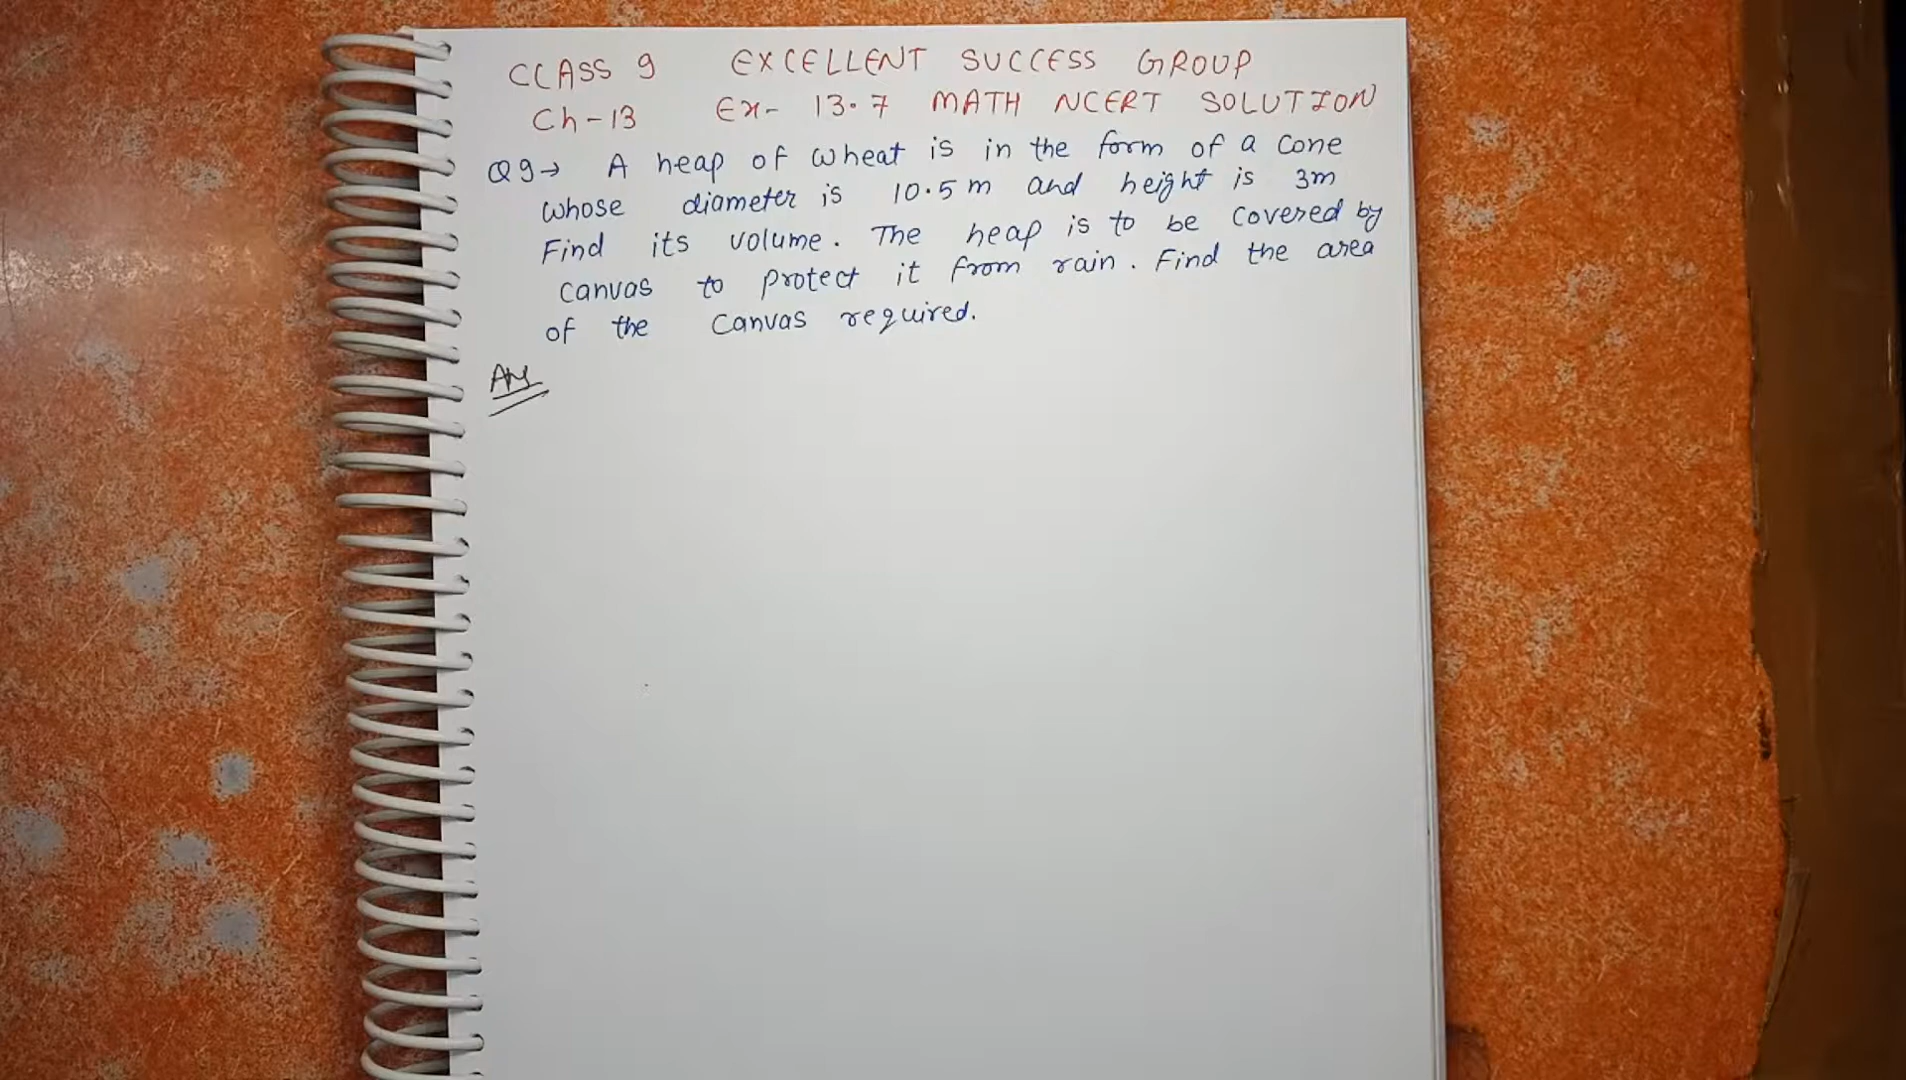 CLASS 9 EXCELLENT SUCCESS GROUP
Ch-13 Ex- 13.7 MATH NCERT SOLUTION
Q9→ A heap of wheat is in the form of a cone
whose diameter is 10.5 m and height is 3m
Find its volume. The heap is to be covered by
canvas to protect it from rain. Find the area
of the canvas required.
Ans